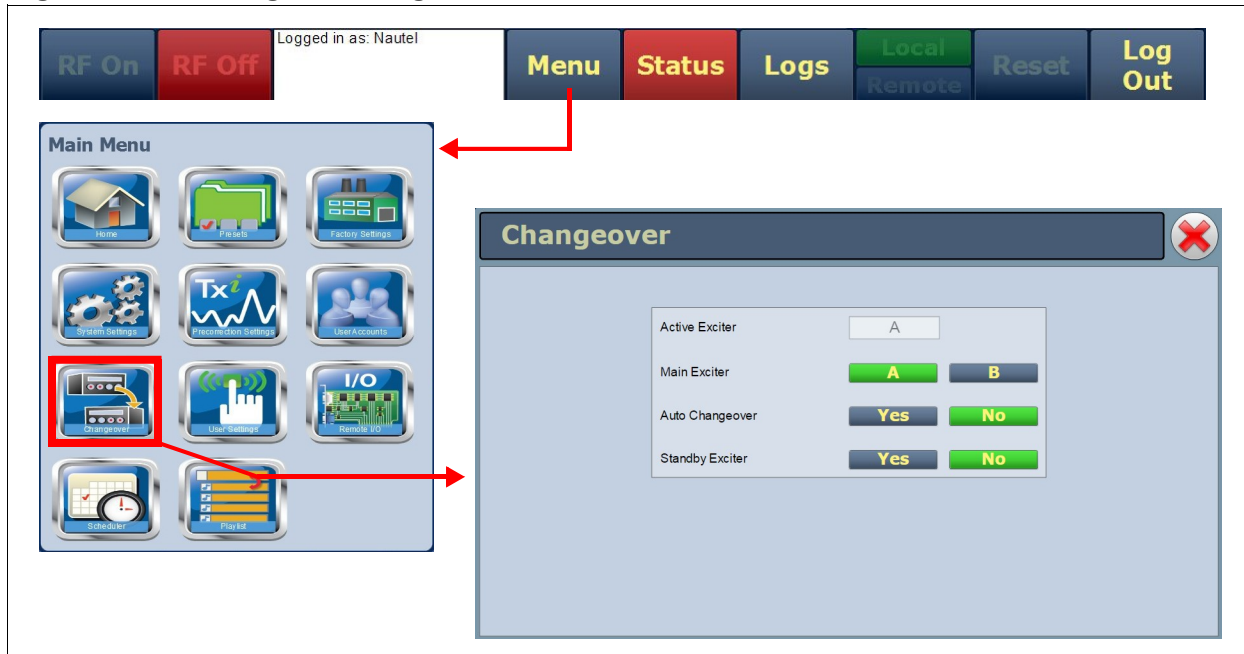 Logged in as: Nautel
RF On
RF Off
Menu
Status
Logs
Local
Remote
Reset
Log
Out
Main Menu
Home
Presets
Factory Settings
System Settings
Txi
Precorrection Settings
User Accounts
Changeover
User Settings
I/O
Remote I/O
Scheduler
Playlist
Changeover
Active Exciter
A
Main Exciter
A
B
Auto Changeover
Yes
No
Standby Exciter
Yes
No